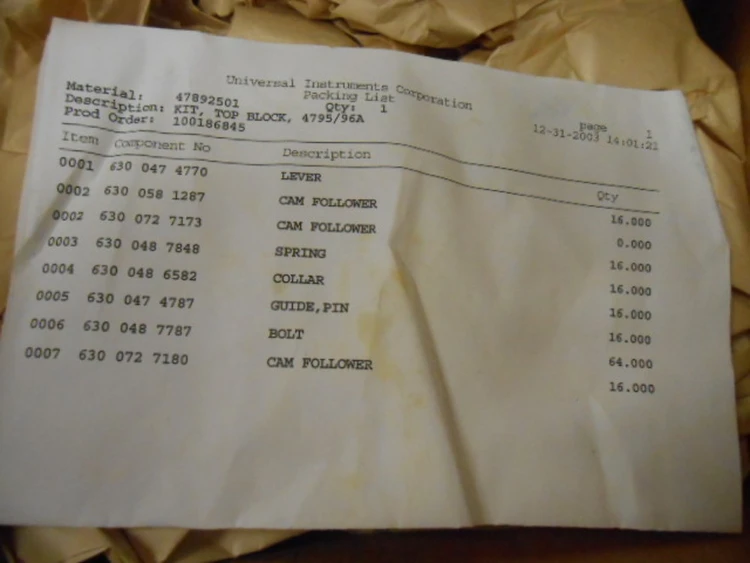 Universal Instruments Corporation
Packing List
Material: 47892501 Qty: 1 page 1
Description: KIT, TOP BLOCK, 4795/96A 12-31-2003 14:01:21
Prod Order: 100186845
Item Component No Description Qty
0001 630 047 4770 LEVER 16.000
0002 630 058 1287 CAM FOLLOWER 0.000
0002 630 072 7173 CAM FOLLOWER 16.000
0003 630 048 7848 SPRING 16.000
0004 630 048 6582 COLLAR 16.000
0005 630 047 4787 GUIDE,PIN 16.000
0006 630 048 7787 BOLT 64.000
0007 630 072 7180 CAM FOLLOWER 16.000